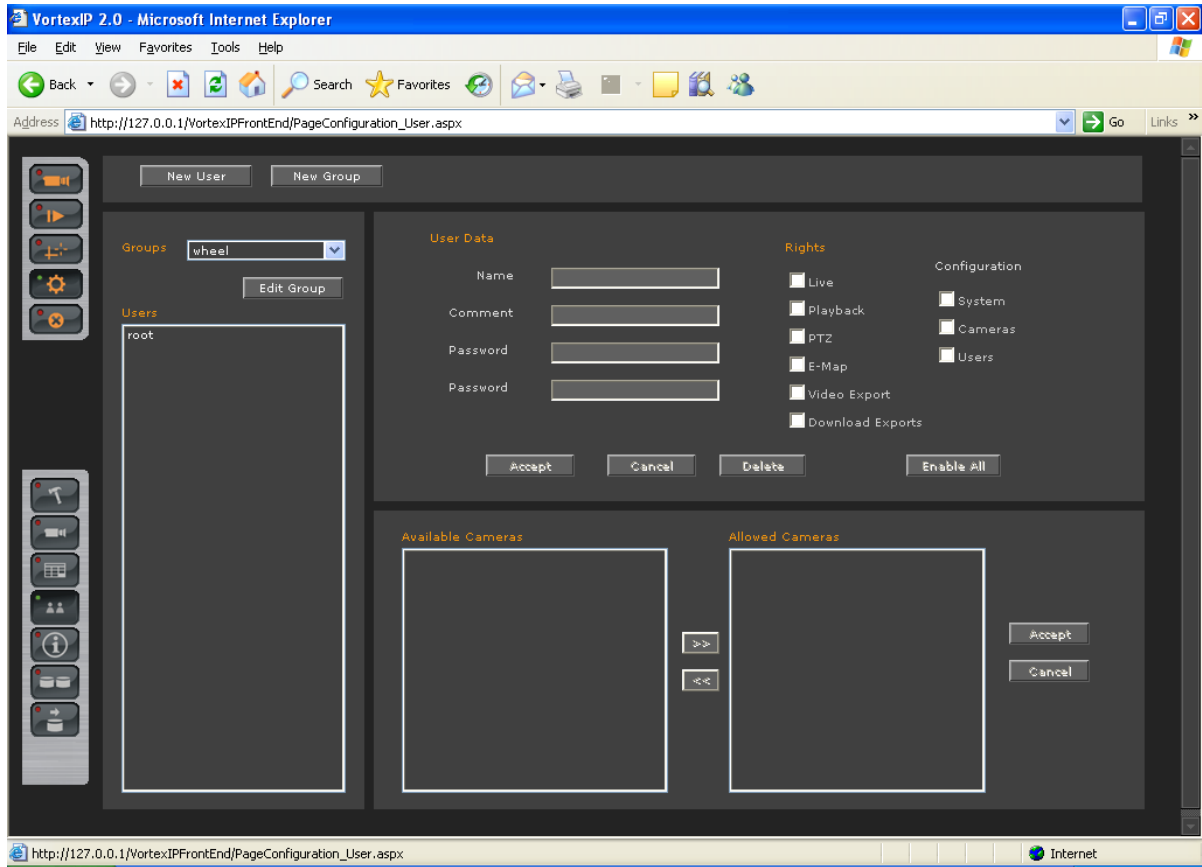 VortexIP 2.0 - Microsoft Internet Explorer
File Edit View Favorites Tools Help
Back Search Favorites
Address http://127.0.0.1/VortexIPFrontEnd/PageConfiguration_User.aspx Go Links »
New User New Group
Groups wheel
Edit Group
Users
root
User Data
Name
Comment
Password
Password
Rights
Live
Playback
PTZ
E-Map
Video Export
Download Exports
Configuration
System
Cameras
Users
Accept Cancel Delete Enable All
Available Cameras Allowed Cameras
>>
<<
Accept
Cancel
http://127.0.0.1/VortexIPFrontEnd/PageConfiguration_User.aspx Internet